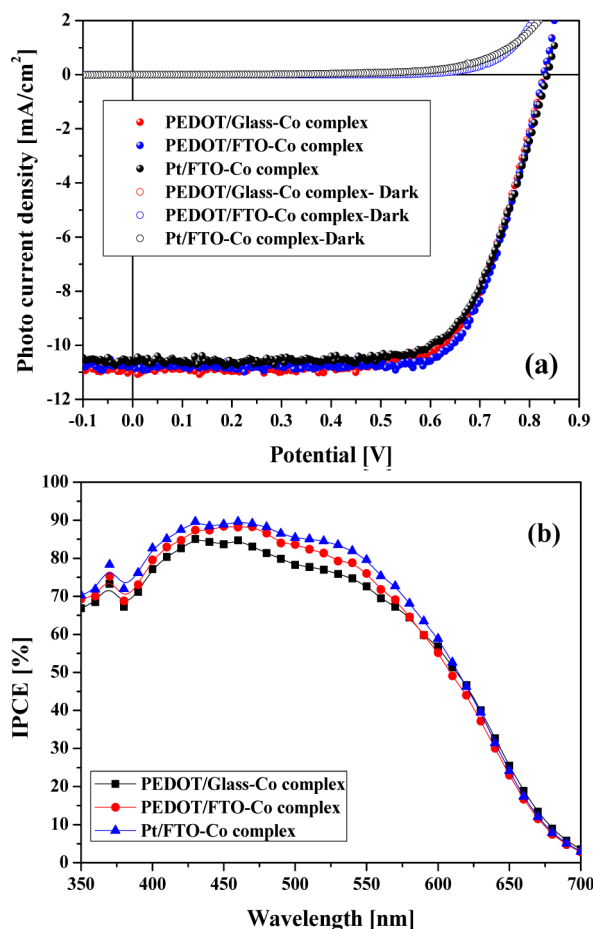 2
0
-2
-4
-6
-8
-10
-12
Photo current density [mA/cm2]
PEDOT/Glass-Co complex
PEDOT/FTO-Co complex
Pt/FTO-Co complex
PEDOT/Glass-Co complex- Dark
PEDOT/FTO-Co complex-Dark
Pt/FTO-Co complex-Dark
(a)
-0.1 0.0 0.1 0.2 0.3 0.4 0.5 0.6 0.7 0.8 0.9
Potential [V]
100
90
80
70
60
50
40
30
20
10
0
IPCE [%]
(b)
PEDOT/Glass-Co complex
PEDOT/FTO-Co complex
Pt/FTO-Co complex
350 400 450 500 550 600 650 700
Wavelength [nm]